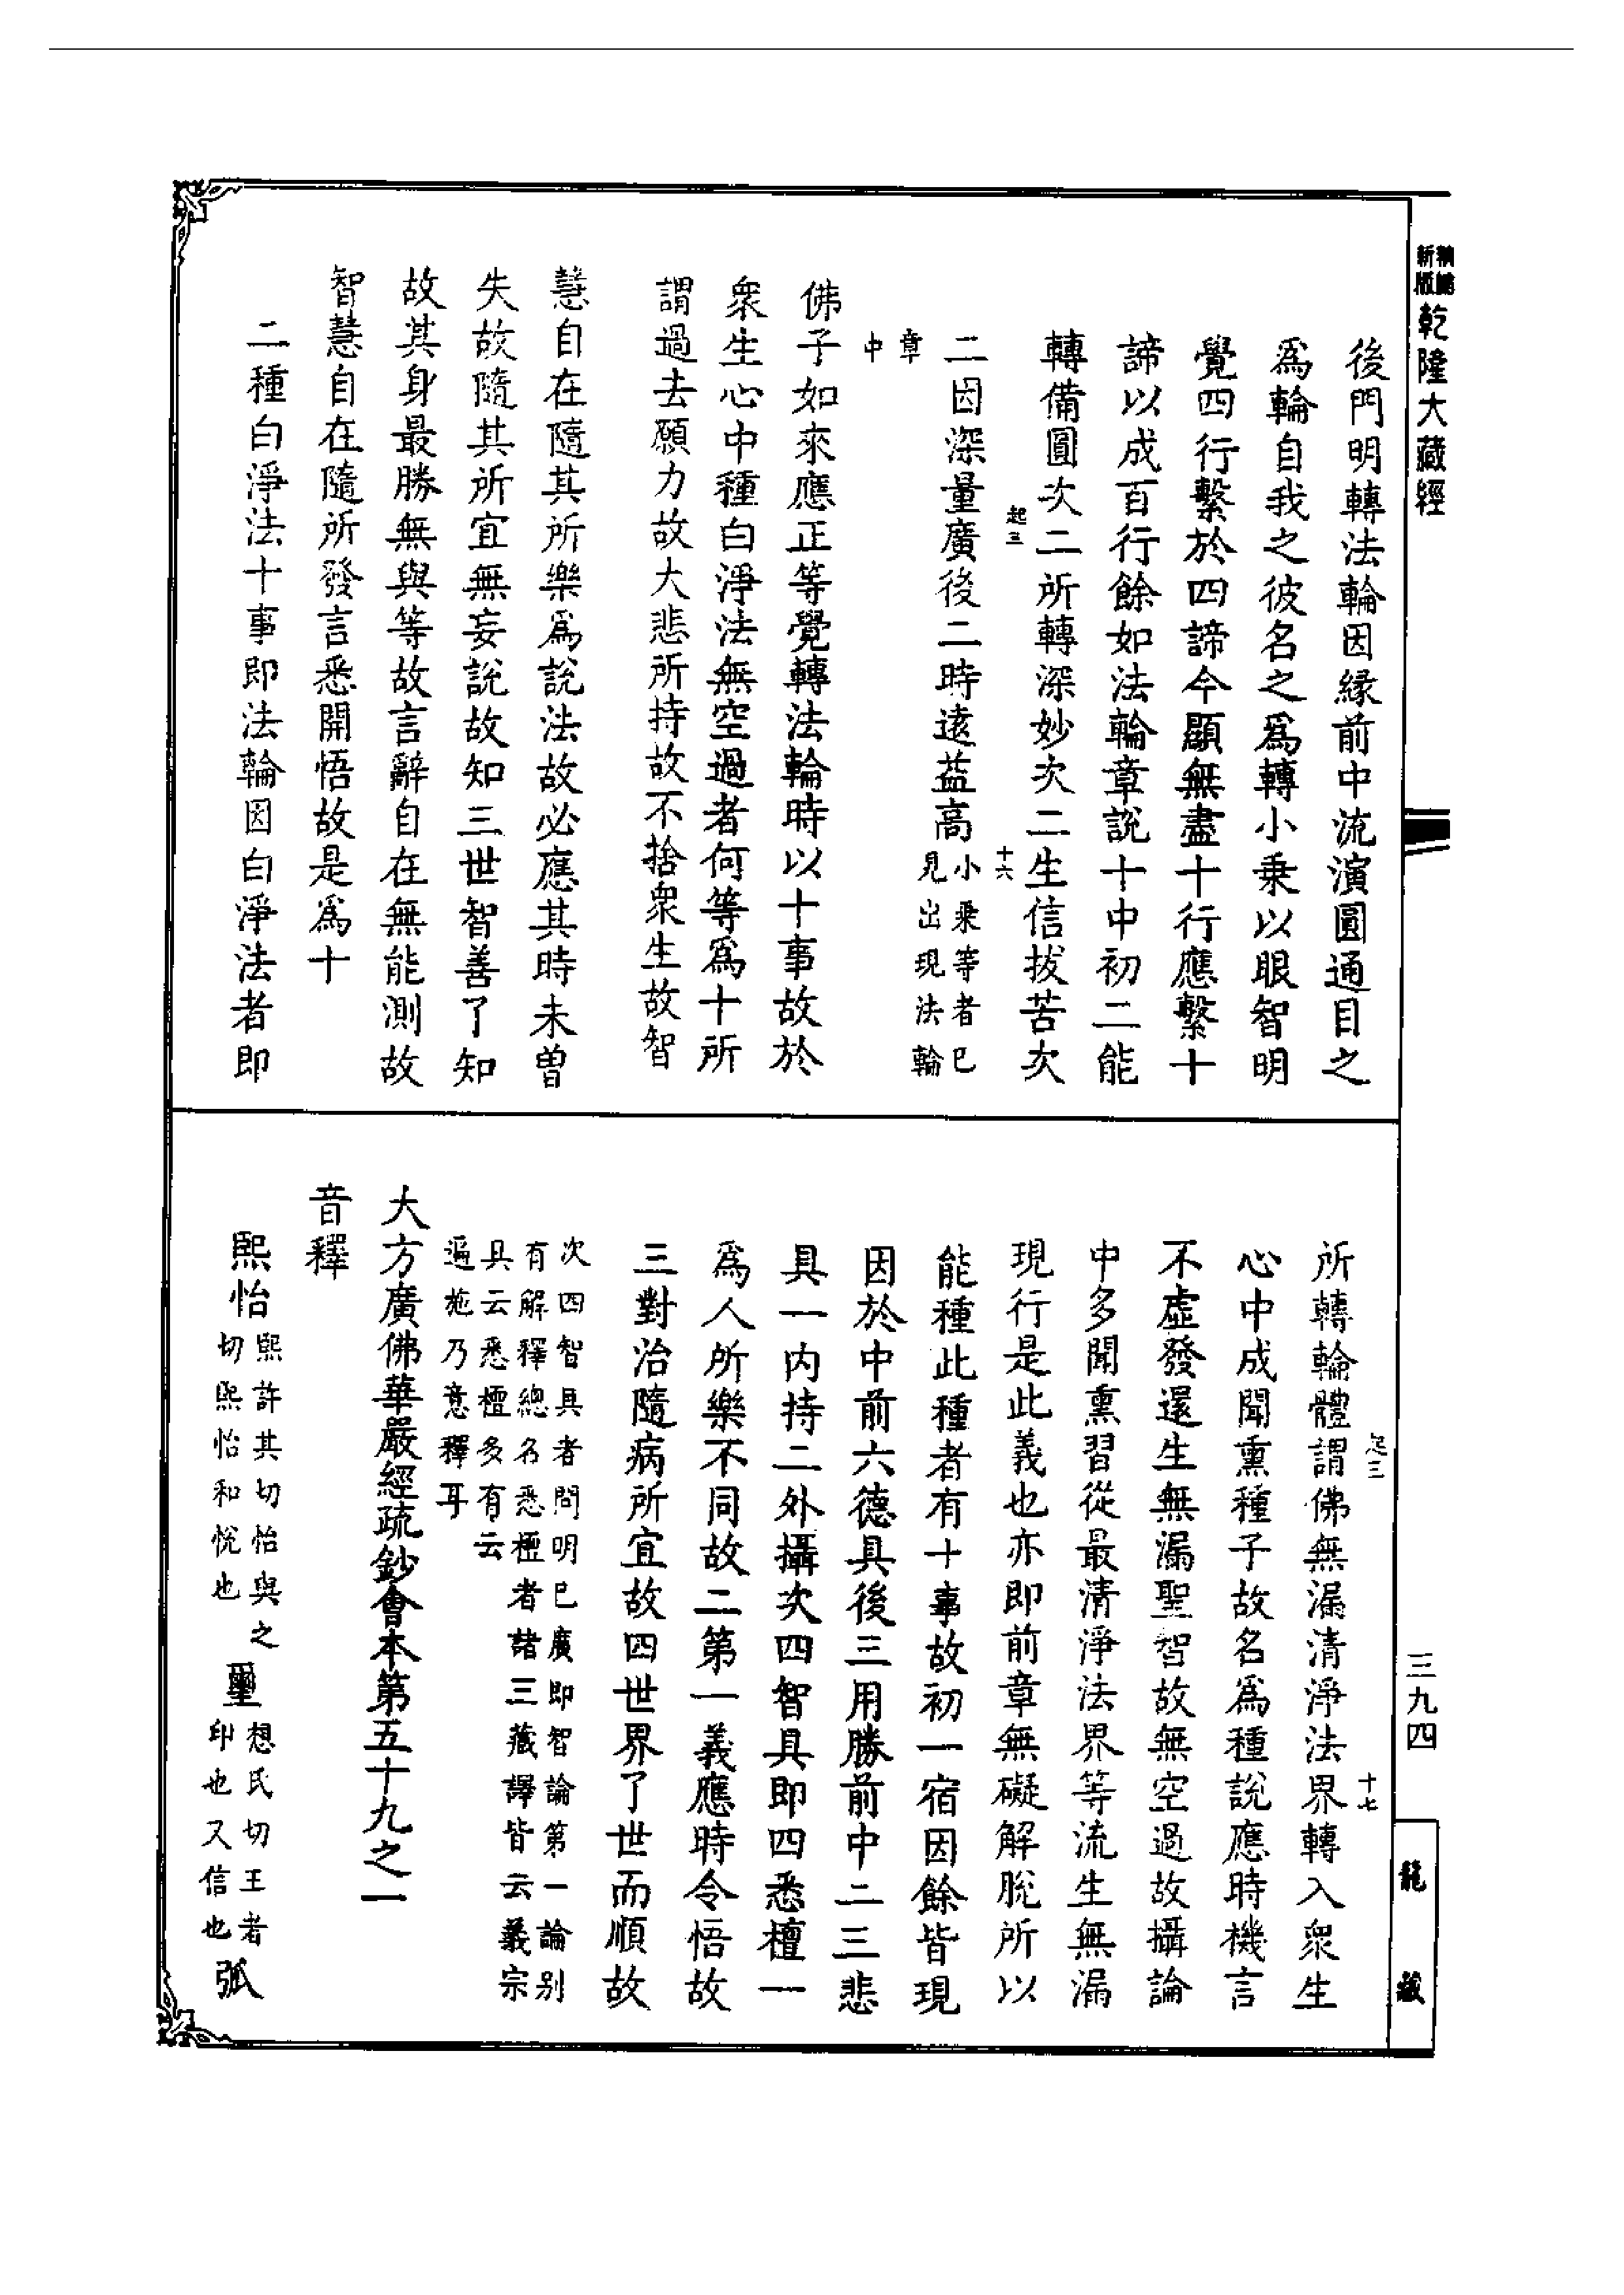 新版精縮乾隆大藏經
後門明轉法輪因緣前中流演圓通目之
為輪自我之彼名之為轉小乗以眼智明
覺四行繫於四諦今顯無盡十行應繫十
諦以成百行餘如法輪章說十中初二能
轉備圓次二所轉深妙次二生信拔苦次
起三
十六
二因深量廣後二時遠益高小乗等者已見出現法輪
章中
佛子如來應正等覺轉法輪時以十事故於
衆生心中種白淨法無空過者何等為十所
謂過去願力故大悲所持故不捨衆生故智
慧自在隨其所樂為說法故必應其時未曽
失故隨其所宜無妄說故知三世智善了知
故其身最勝無與等故言辭自在無能測故
智慧自在隨所發言悉開悟故是為十
二種白淨法十事即法輪因白淨法者即
三九四
龍藏
起三
十七
所轉輪體謂佛無漏清淨法界轉入衆生
心中成聞熏種子故名為種說應時機言
不虛發還生無漏聖智故無空過故攝論
中多聞熏習從最清淨法界等流生無漏
現行是此義也亦即前章無礙解脫所以
能種此種者有十事故初一宿因餘皆現
因於中前六德具後三用勝前中二三悲
具一内持二外攝次四智具即四悉檀一
為人所樂不同故二第一義應時令悟故
三對治隨病所宜故四世界了世而順故
次四智具者問明已廣即智論第一論别
有解釋總名悉檀者諸三藏譯皆云義宗
具云悉檀多有云
遍施乃意釋耳
大方廣佛華嚴經疏鈔會本第五十九之一
音釋
熙怡熙許其切怡與之切熙怡和悅也璽想氏切王者印也又信也弧